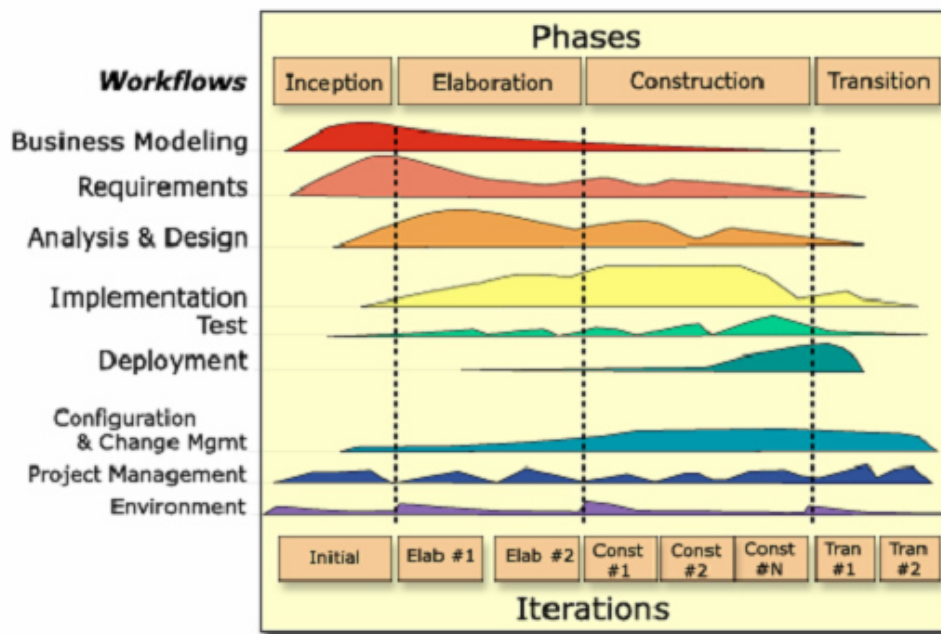 Phases
Workflows Inception Elaboration Construction Transition
Business Modeling
Requirements
Analysis & Design
Implementation
Test
Deployment
Configuration
& Change Mgmt
Project Management
Environment
Initial Elab #1 Elab #2 Const #1 Const #2 Const #N Tran #1 Tran #2
Iterations